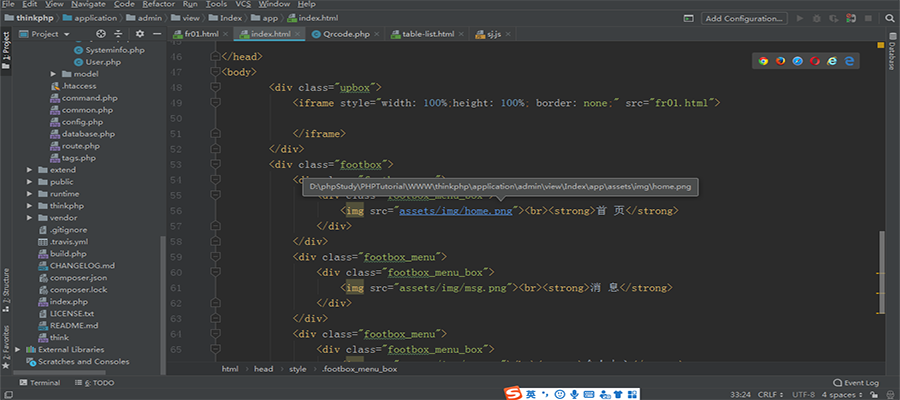 File Edit View Navigate Code Refactor Run Tools VCS Window Help
thinkphp application admin view Index app index.html Add Configuration...
Project fr01.html index.html Qrcode.php table-list.html sj.js
1: Project
Database
Systeminfo.php
User.php
model
.htaccess
command.php
common.php
config.php
database.php
route.php
tags.php
extend
public
runtime
thinkphp
vendor
.gitignore
.travis.yml
build.php
CHANGELOG.md
composer.json
composer.lock
index.php
LICENSE.txt
README.md
think
External Libraries
Scratches and Consoles
Z: Structure
2: Favorites
46 </head>
47 <body>
48 <div class="upbox">
49 <iframe style="width: 100%;height: 100%; border: none;" src="fr01.html">
50
51 </iframe>
52 </div>
53 <div class="footbox">
54
D:\phpStudy\PHPTutorial\WWW\thinkphp\application\admin\view\Index\app\assets\img\home.png
55 <div class="footbox_menu_box">
56 <img src="assets/img/home.png"><br><strong>首 页</strong>
57 </div>
58 </div>
59 <div class="footbox_menu">
60 <div class="footbox_menu_box">
61 <img src="assets/img/msg.png"><br><strong>消 息</strong>
62 </div>
63 </div>
64 <div class="footbox_menu">
65 <div class="footbox_menu_box">
html head style .footbox_menu_box
Terminal 6: TODO Event Log
英
33:24 CRLF UTF-8 4 spaces